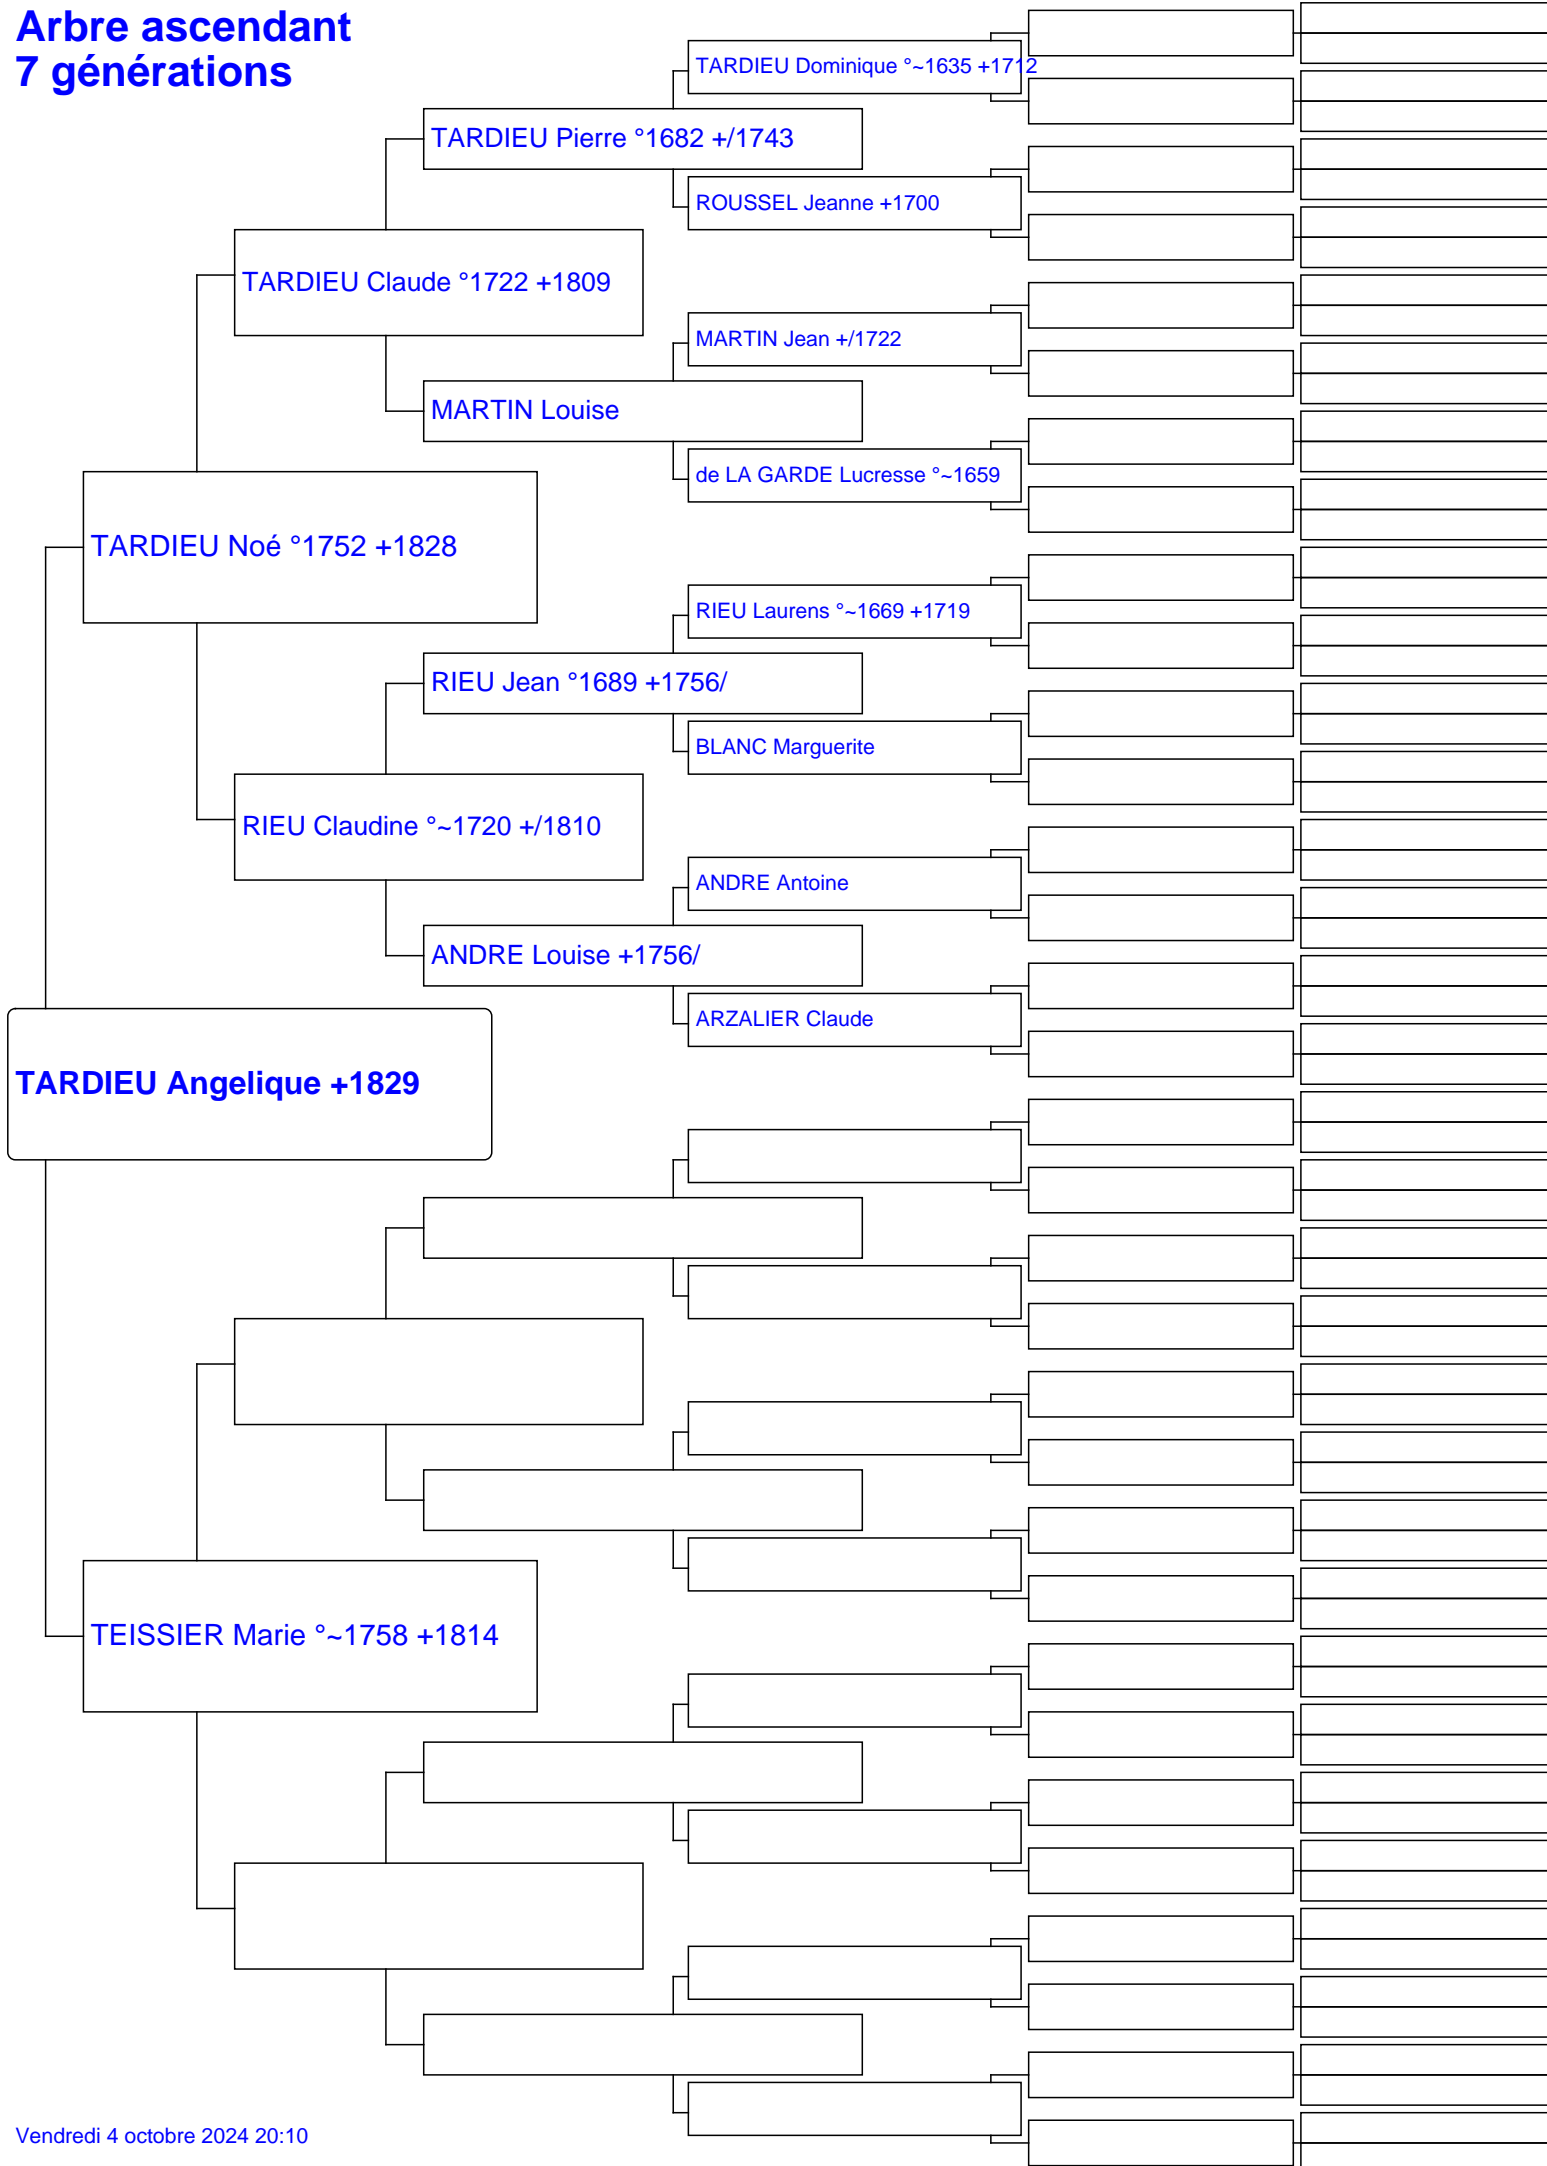 Arbre ascendant
7 générations
TARDIEU Dominique °~1635 +1712
TARDIEU Pierre °1682 +/1743
ROUSSEL Jeanne +1700
TARDIEU Claude °1722 +1809
MARTIN Jean +/1722
MARTIN Louise
de LA GARDE Lucresse °~1659
TARDIEU Noé °1752 +1828
RIEU Laurens °~1669 +1719
RIEU Jean °1689 +1756/
BLANC Marguerite
RIEU Claudine °~1720 +/1810
ANDRE Antoine
ANDRE Louise +1756/
ARZALIER Claude
TARDIEU Angelique +1829
TEISSIER Marie °~1758 +1814
Vendredi 4 octobre 2024 20:10